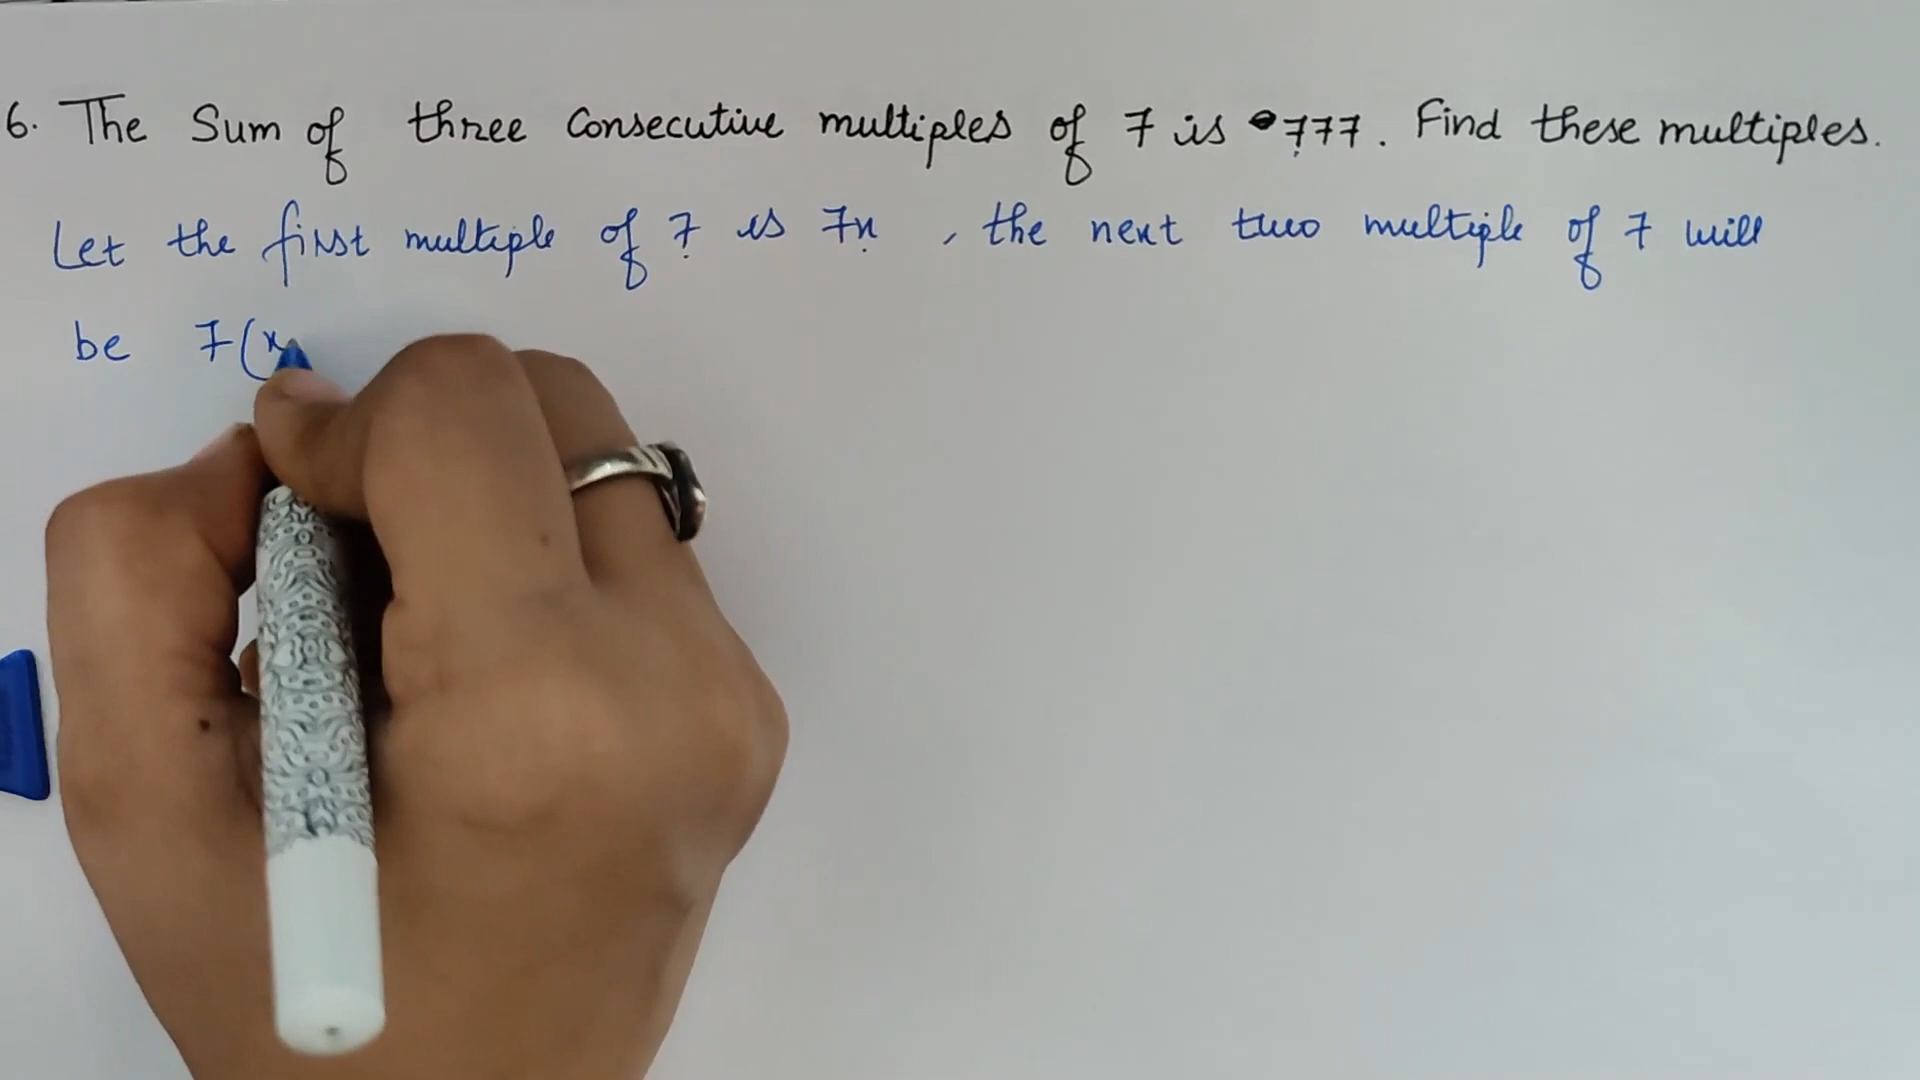 6. The Sum of three consecutive multiples of 7 is 777. Find these multiples.
Let the first multiple of 7 is 7x, the next two multiple of 7 will
be 7(x